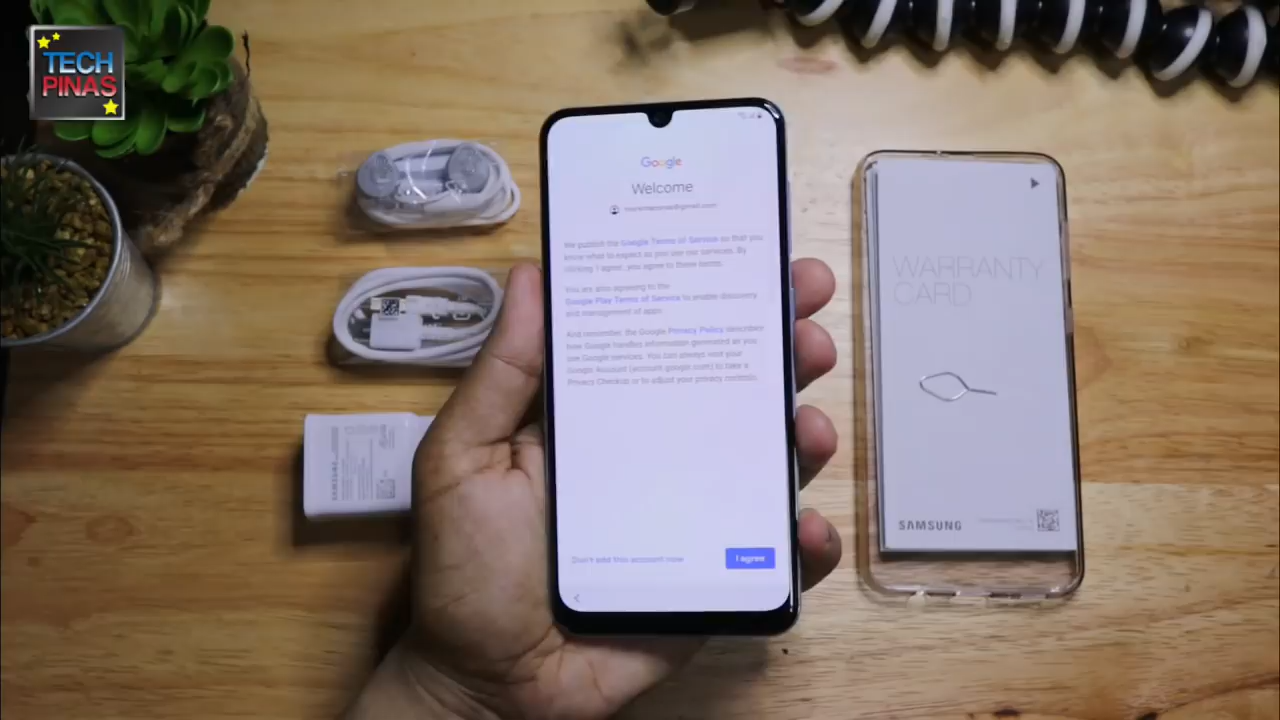 TECH
PINAS
Google
Welcome
We publish the Google Terms of Service so that you
know what to expect as you use our services. By
clicking I agree, you agree to these terms.
You are also agreeing to the
Google Play Terms of Service to enable discovery
and management of apps
And remember, the Google Privacy Policy describes
how Google handles information generated as you
use Google services. You can always visit your
Google Account (account.google.com) to take a
Privacy Checkup or to adjust your privacy controls.
Don't add this account now
I agree
WARRANTY
CARD
SAMSUNG
SAMSUNG